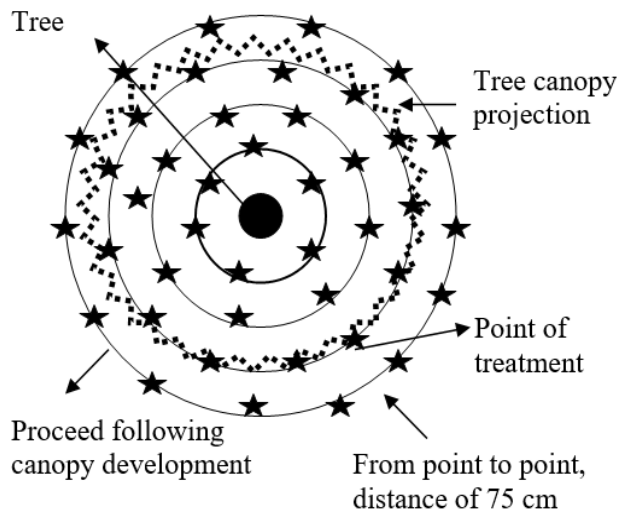 Tree
Tree canopy
projection
Point of
treatment
Proceed following
canopy development
From point to point,
distance of 75 cm